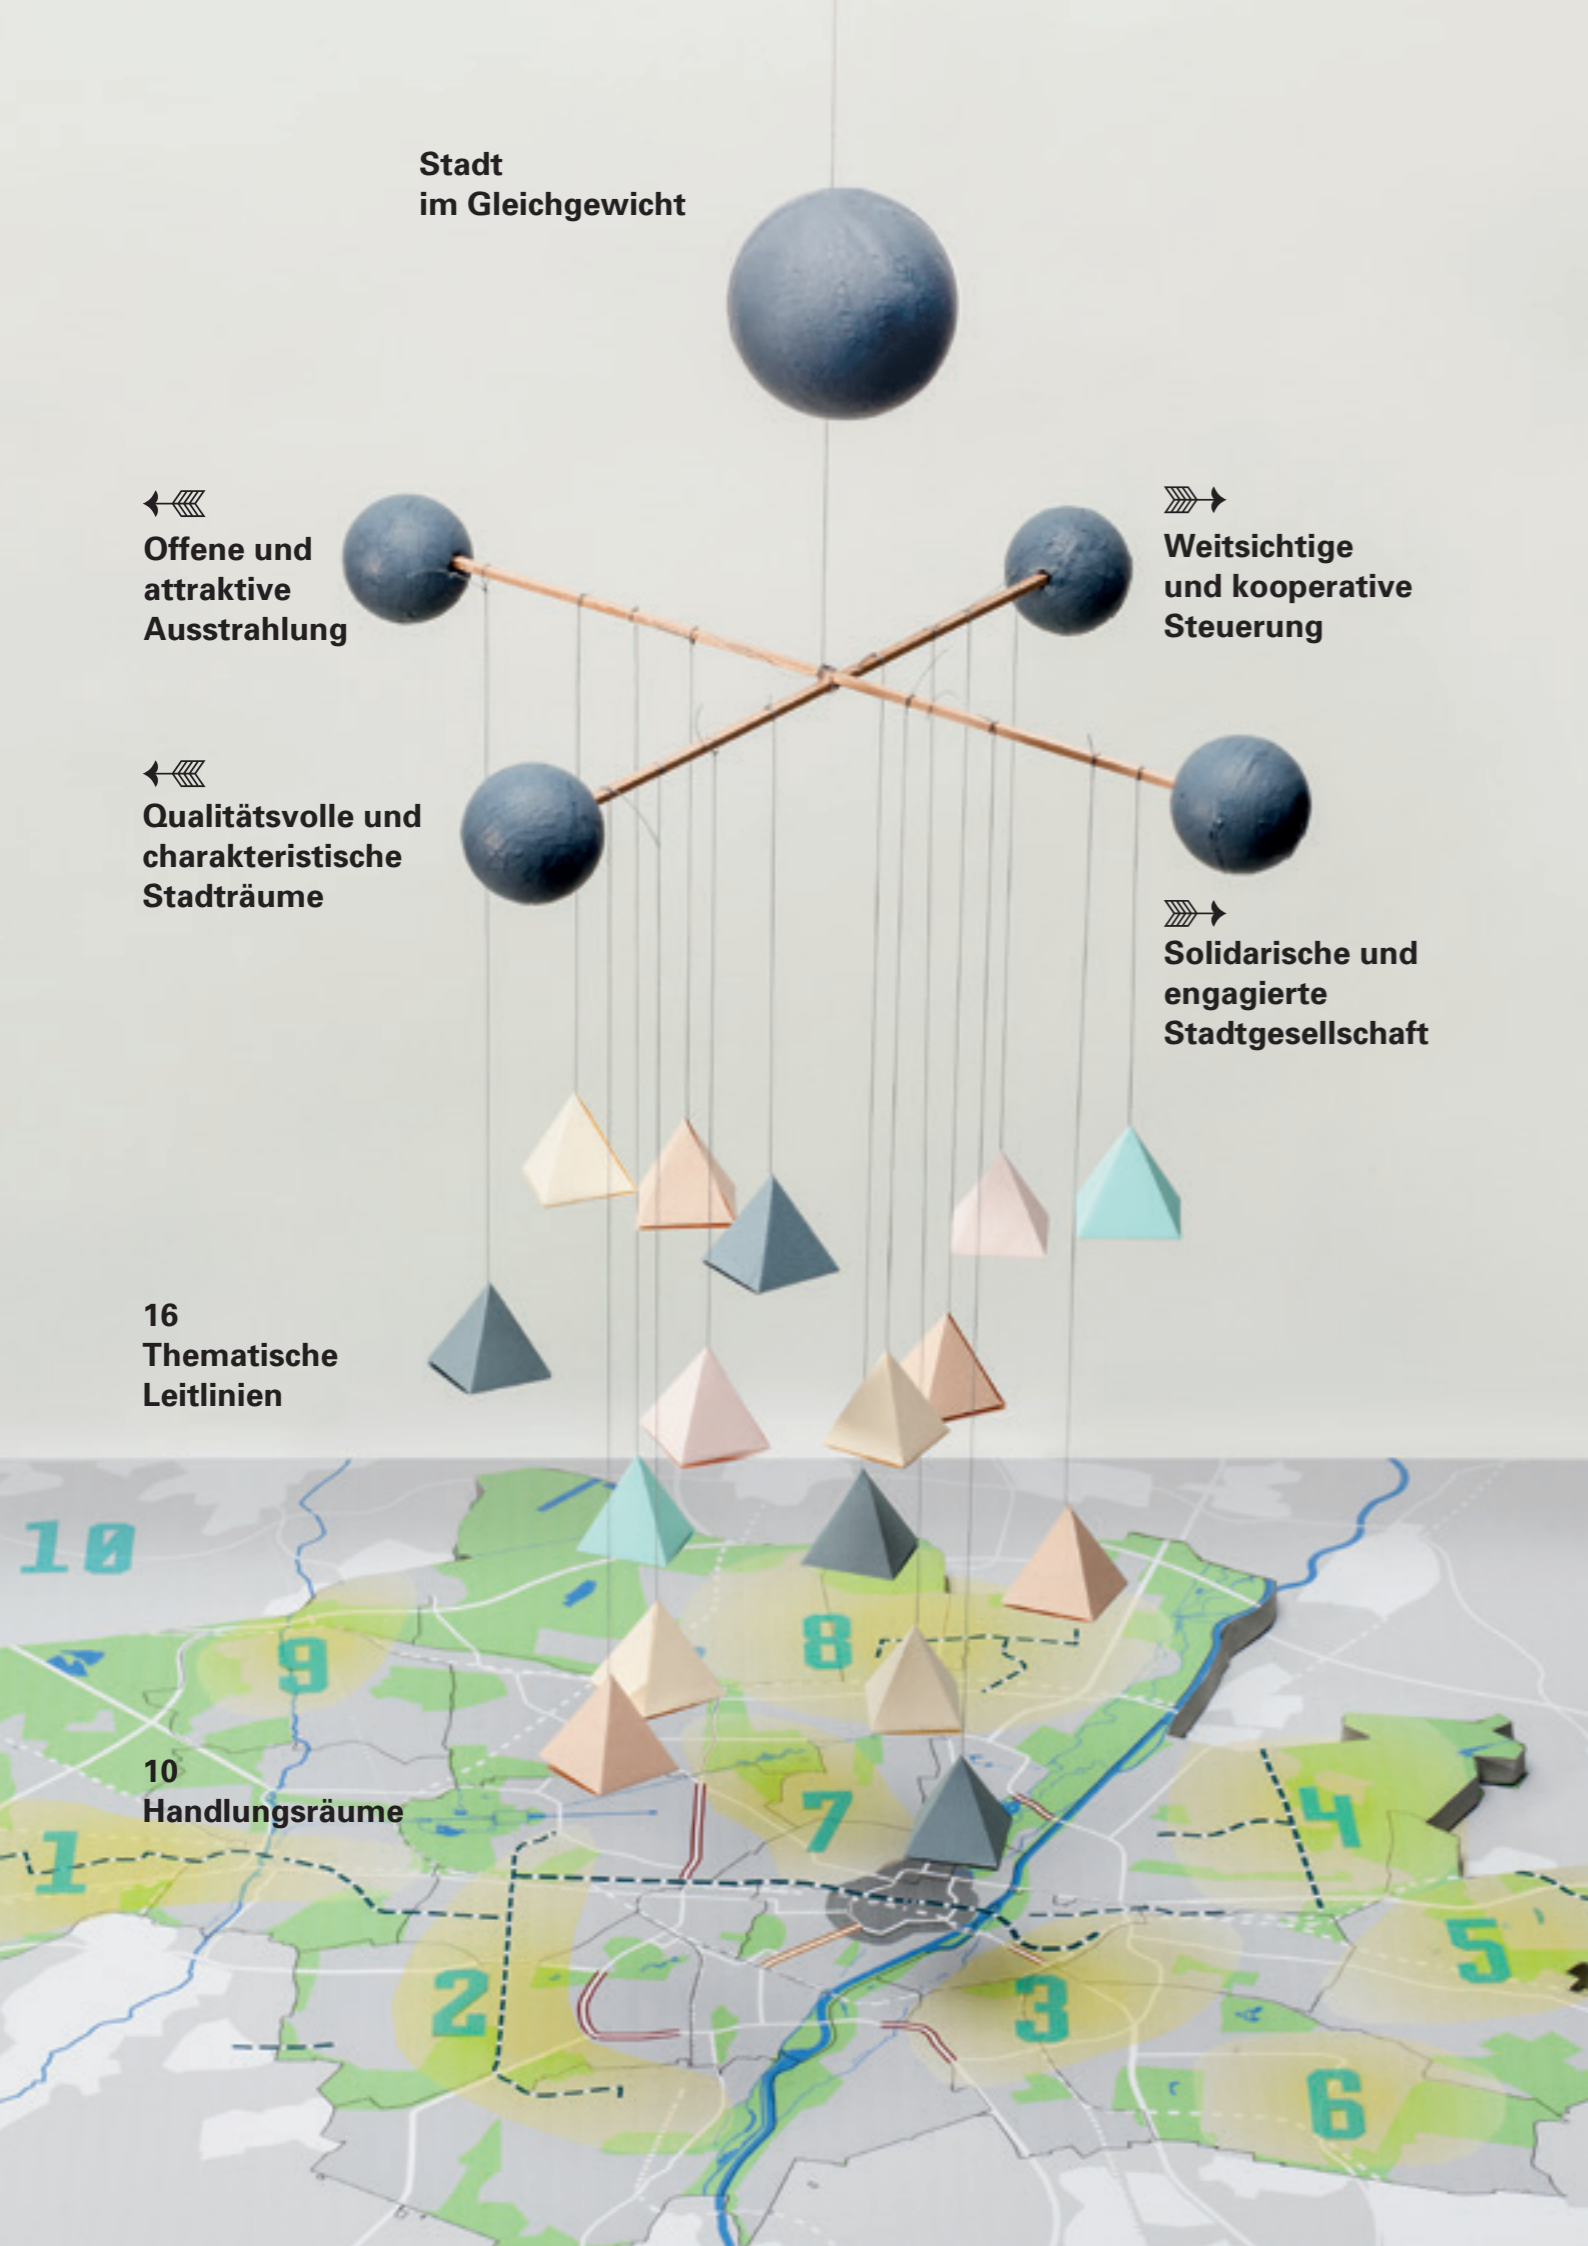 Stadt
im Gleichgewicht
Offene und
attraktive
Ausstrahlung
Weitsichtige
und kooperative
Steuerung
Qualitätsvolle und
charakteristische
Stadträume
Solidarische und
engagierte
Stadtgesellschaft
16
Thematische
Leitlinien
10
9
8
10
Handlungsräume
7
4
1
5
2
3
6